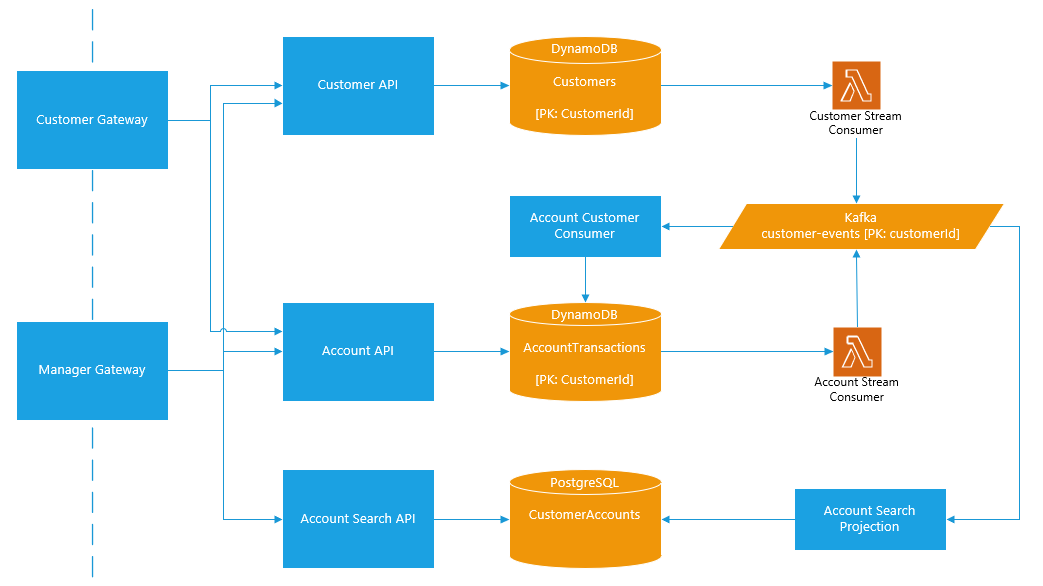 DynamoDB
Customer API
Customers
[PK: CustomerId]
Customer Gateway
Customer Stream
Consumer
Account Customer
Consumer
Kafka
customer-events [PK: customerId]
DynamoDB
Manager Gateway
Account API
AccountTransactions
[PK: CustomerId]
Account Stream
Consumer
PostgreSQL
Account Search API
CustomerAccounts
Account Search
Projection